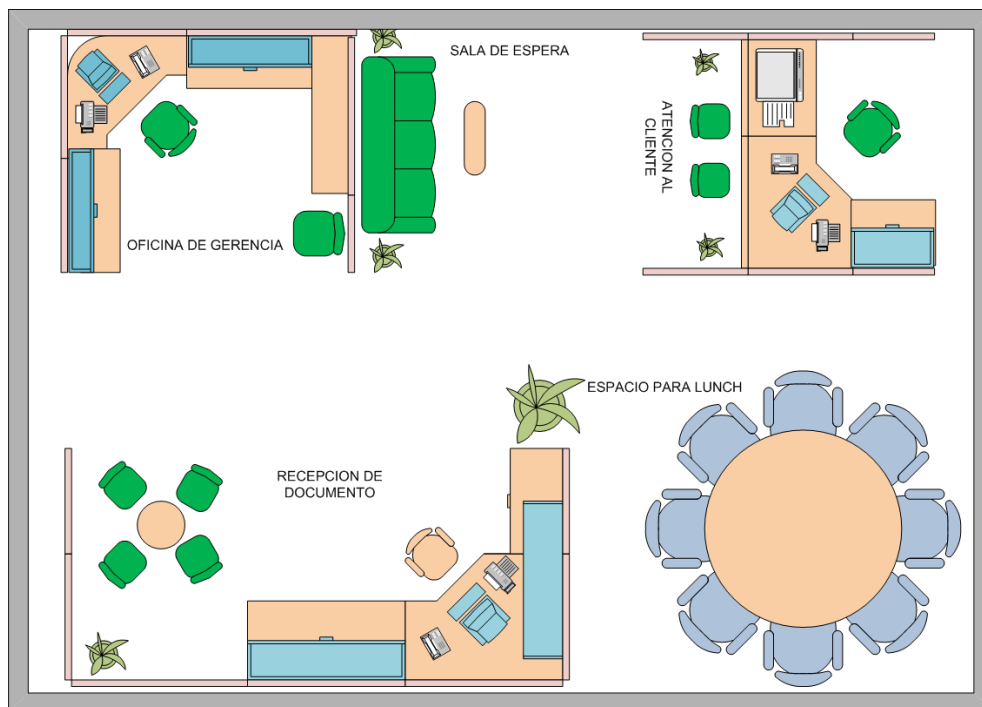 SALA DE ESPERA
ATENCION AL
CLIENTE
OFICINA DE GERENCIA
ESPACIO PARA LUNCH
RECEPCION DE
DOCUMENTO